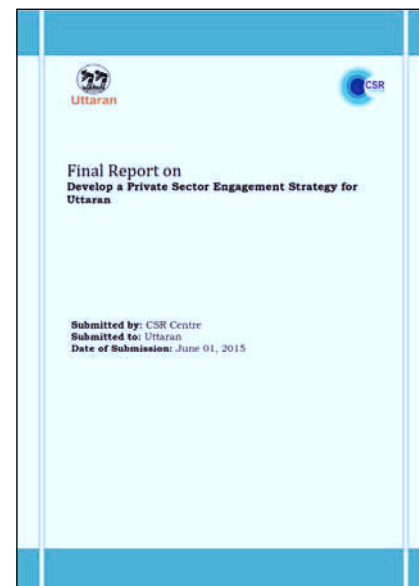 Uttaran
CSR
Final Report on
Develop a Private Sector Engagement Strategy for
Uttaran
Submitted by: CSR Centre
Submitted to: Uttaran
Date of Submission: June 01, 2015